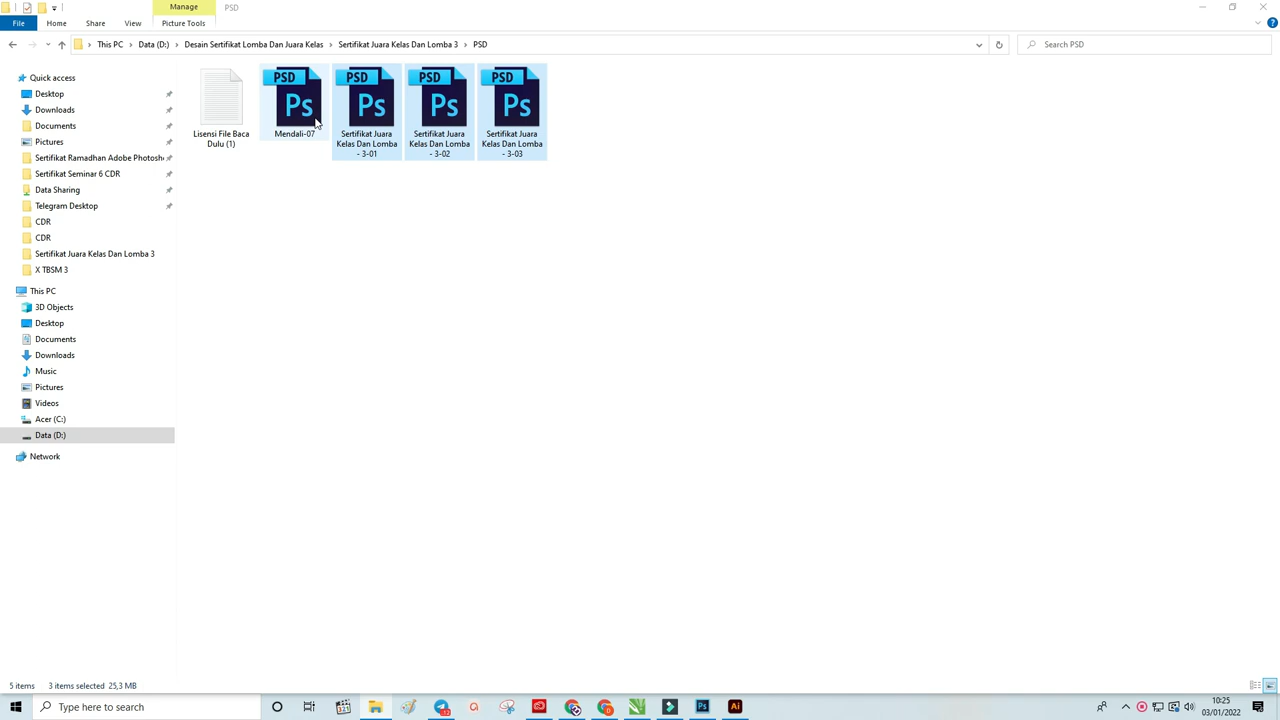 Manage
PSD
File
Home
Share
View
Picture Tools
This PC
Data (D:)
Desain Sertifikat Lomba Dan Juara Kelas
Sertifikat Juara Kelas Dan Lomba 3
PSD
Search PSD
Quick access
Desktop
Downloads
Documents
Pictures
Sertifikat Ramadhan Adobe Photosh
Sertifikat Seminar 6 CDR
Data Sharing
Telegram Desktop
CDR
CDR
Sertifikat Juara Kelas Dan Lomba 3
X TBSM 3
This PC
3D Objects
Desktop
Documents
Downloads
Music
Pictures
Videos
Acer (C:)
Data (D:)
Network
Lisensi File Baca
Dulu (1)
PSD
Ps
Mendali-07
PSD
Ps
Sertifikat Juara
Kelas Dan Lomba
- 3-01
PSD
Ps
Sertifikat Juara
Kelas Dan Lomba
- 3-02
PSD
Ps
Sertifikat Juara
Kelas Dan Lomba
- 3-03
5 items
3 items selected 25,3 MB
Type here to search
Ps
Ai
10:25
03/01/2022